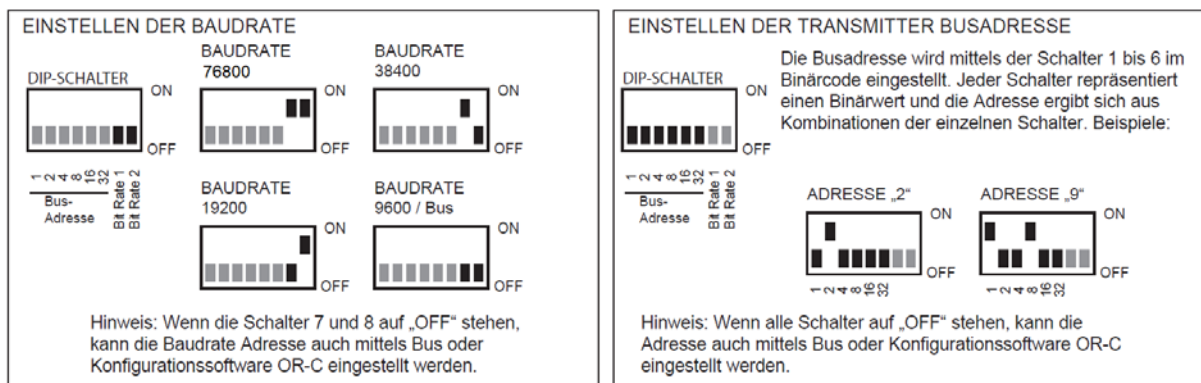 EINSTELLEN DER BAUDRATE
DIP-SCHALTER
ON
OFF
1 2 4 8 16 32 Bit Rate 1 Bit Rate 2
Bus-
Adresse
BAUDRATE
76800
ON
OFF
BAUDRATE
38400
ON
OFF
BAUDRATE
19200
ON
OFF
BAUDRATE
9600 / Bus
ON
OFF
Hinweis: Wenn die Schalter 7 und 8 auf „OFF“ stehen,
kann die Baudrate Adresse auch mittels Bus oder
Konfigurationssoftware OR-C eingestellt werden.
EINSTELLEN DER TRANSMITTER BUSADRESSE
DIP-SCHALTER
ON
OFF
1 2 4 8 16 32 Bit Rate 1 Bit Rate 2
Bus-
Adresse
Die Busadresse wird mittels der Schalter 1 bis 6 im
Binärcode eingestellt. Jeder Schalter repräsentiert
einen Binärwert und die Adresse ergibt sich aus
Kombinationen der einzelnen Schalter. Beispiele:
ADRESSE „2“
ON
OFF
1 2 4 8 16 32
ADRESSE „9“
ON
OFF
1 2 4 8 16 32
Hinweis: Wenn alle Schalter auf „OFF“ stehen, kann die
Adresse auch mittels Bus oder Konfigurationssoftware OR-C
eingestellt werden.